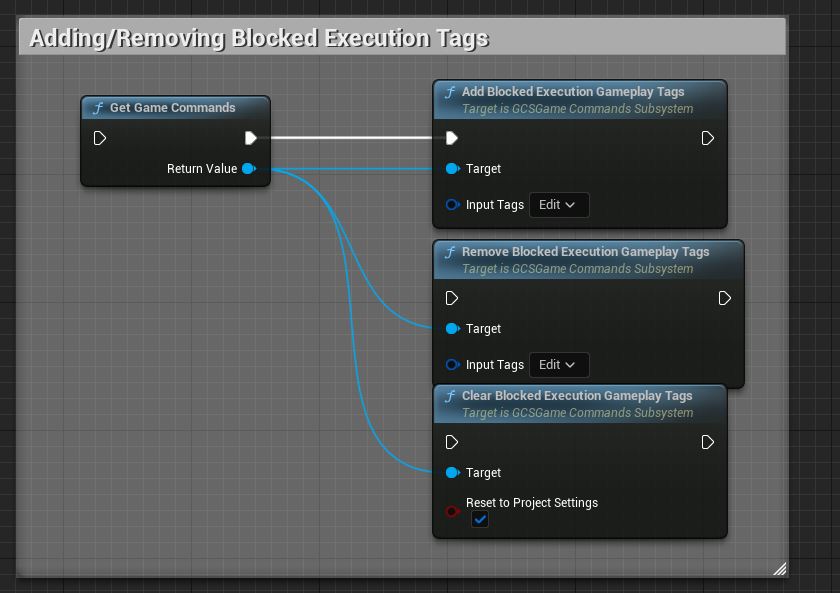 Adding/Removing Blocked Execution Tags
Get Game Commands
Return Value
Add Blocked Execution Gameplay Tags
Target is GCSGame Commands Subsystem
Target
Input Tags Edit
Remove Blocked Execution Gameplay Tags
Target is GCSGame Commands Subsystem
Target
Input Tags Edit
Clear Blocked Execution Gameplay Tags
Target is GCSGame Commands Subsystem
Target
Reset to Project Settings